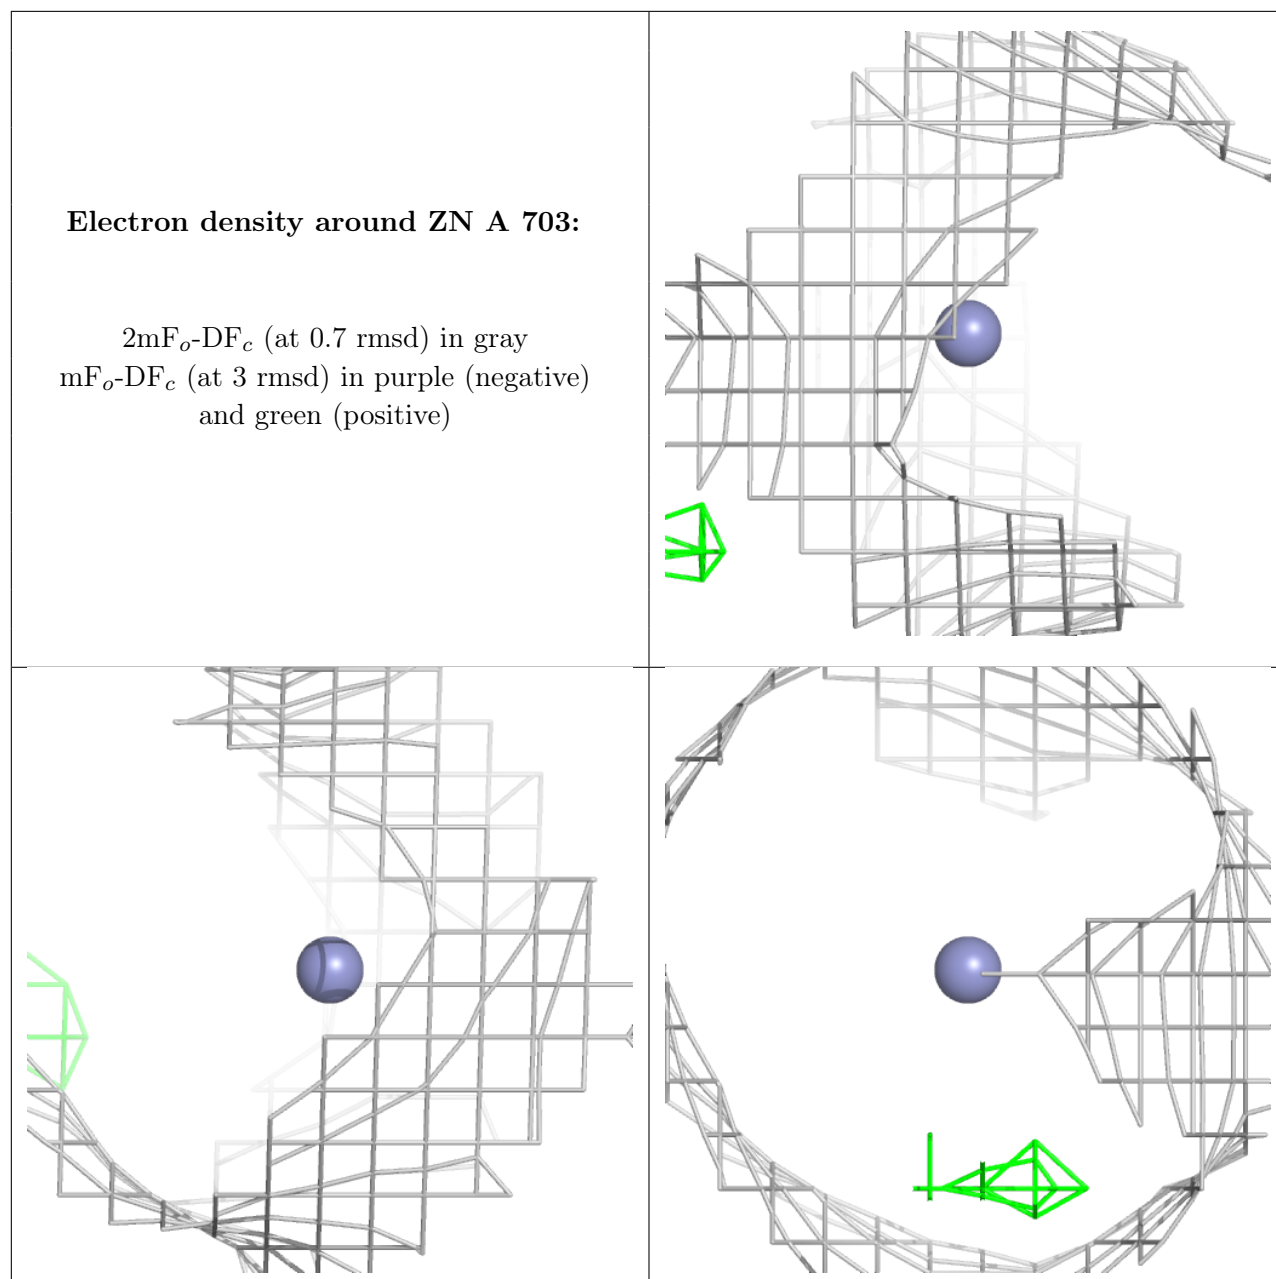 Electron density around ZN A 703:
2mFo-DFc (at 0.7 rmsd) in gray
mFo-DFc (at 3 rmsd) in purple (negative)
and green (positive)